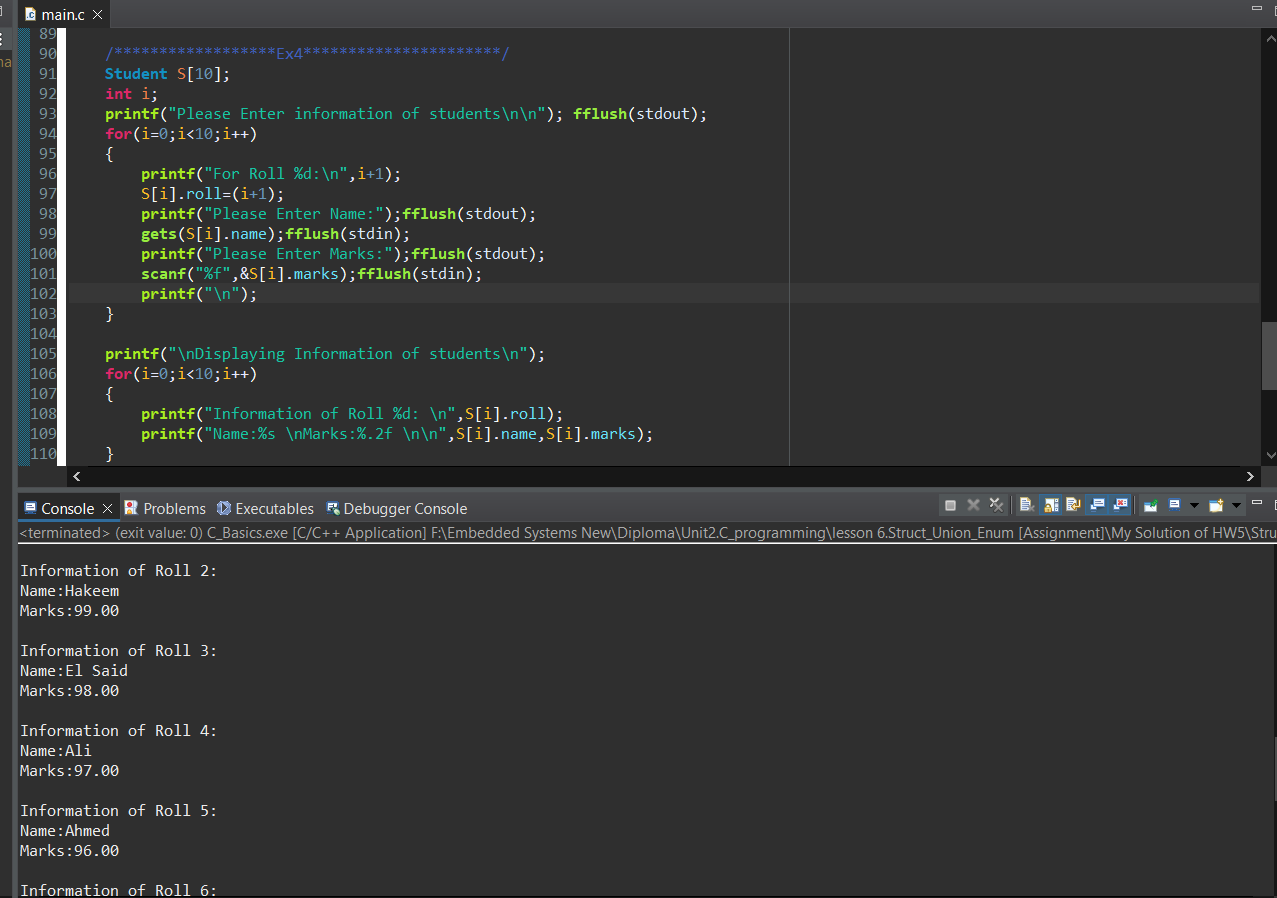 main.c
na
89
90 /******************Ex4**********************/
91 Student S[10];
92 int i;
93 printf("Please Enter information of students\n\n"); fflush(stdout);
94 for(i=0;i<10;i++)
95 {
96 printf("For Roll %d:\n",i+1);
97 S[i].roll=(i+1);
98 printf("Please Enter Name:");fflush(stdout);
99 gets(S[i].name);fflush(stdin);
100 printf("Please Enter Marks:");fflush(stdout);
101 scanf("%f",&S[i].marks);fflush(stdin);
102 printf("\n");
103 }
104
105 printf("\nDisplaying Information of students\n");
106 for(i=0;i<10;i++)
107 {
108 printf("Information of Roll %d: \n",S[i].roll);
109 printf("Name:%s \nMarks:%.2f \n\n",S[i].name,S[i].marks);
110 }
Console Problems Executables Debugger Console
<terminated> (exit value: 0) C_Basics.exe [C/C++ Application] F:\Embedded Systems New\Diploma\Unit2.C_programming\lesson 6.Struct_Union_Enum [Assignment]\My Solution of HW5\Stru
Information of Roll 2:
Name:Hakeem
Marks:99.00
Information of Roll 3:
Name:El Said
Marks:98.00
Information of Roll 4:
Name:Ali
Marks:97.00
Information of Roll 5:
Name:Ahmed
Marks:96.00
Information of Roll 6: